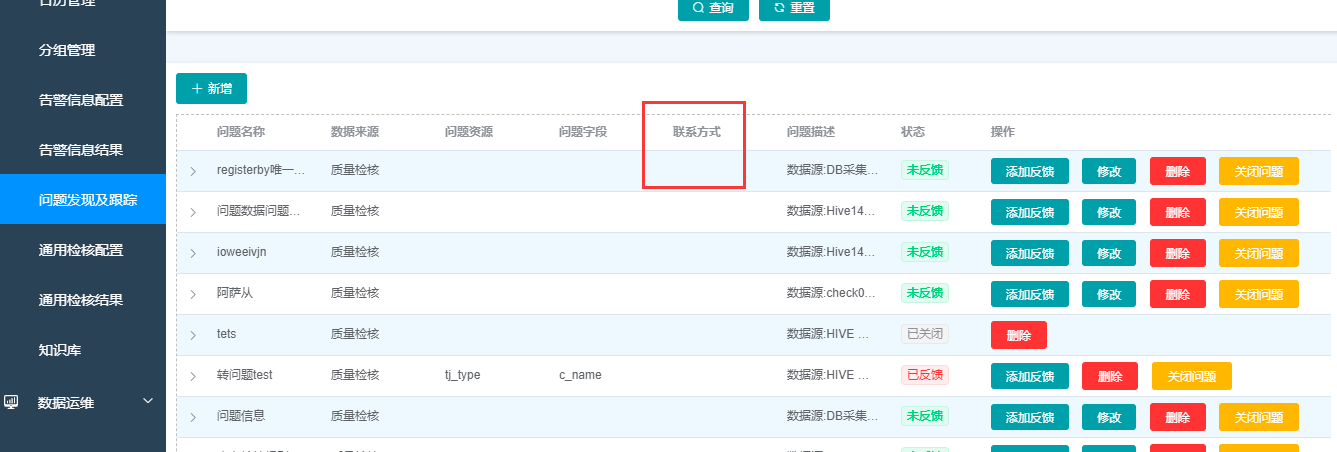 日历管理
分组管理
告警信息配置
告警信息结果
问题发现及跟踪
通用检核配置
通用检核结果
知识库
数据运维
查询 重置
新增
问题名称 数据来源 问题资源 问题字段 联系方式 问题描述 状态 操作
registerby唯一... 质量检核 数据源:DB采集... 未反馈 添加反馈 修改 删除 关闭问题
问题数据问题... 质量检核 数据源:Hive14... 未反馈 添加反馈 修改 删除 关闭问题
ioweeivjn 质量检核 数据源:Hive14... 未反馈 添加反馈 修改 删除 关闭问题
阿萨从 质量检核 数据源:check0... 未反馈 添加反馈 修改 删除 关闭问题
tets 质量检核 数据源:HIVE ... 已关闭 删除
转问题test 质量检核 tj_type c_name 数据源:HIVE ... 已反馈 添加反馈 删除 关闭问题
问题信息 质量检核 数据源:DB采集... 未反馈 添加反馈 修改 删除 关闭问题